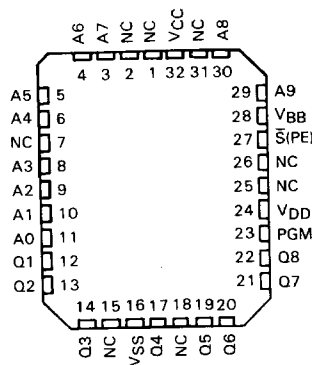 A6 A7 NC NC VCC NC A8
4 3 2 1 32 31 30
A5 5 29 A9
A4 6 28 VBB
NC 7 27 S̅(PE)
A3 8 26 NC
A2 9 25 NC
A1 10 24 VDD
A0 11 23 PGM
Q1 12 22 Q8
Q2 13 21 Q7
14 15 16 17 18 19 20
Q3 NC VSS Q4 NC Q5 Q6